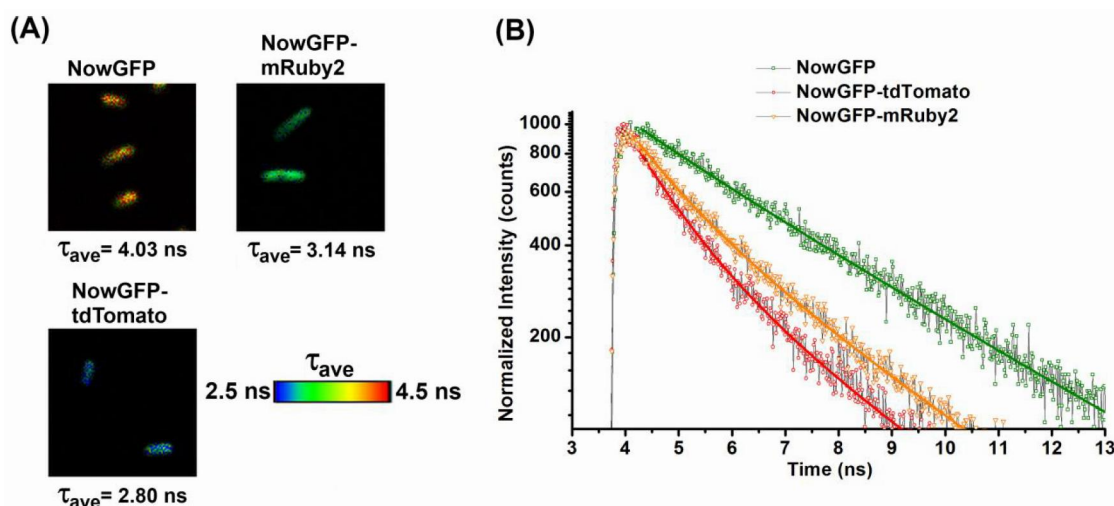 (A)
NowGFP
NowGFP-
mRuby2
τave= 4.03 ns
τave= 3.14 ns
NowGFP-
tdTomato
τave
2.5 ns
4.5 ns
τave= 2.80 ns
(B)
NowGFP
NowGFP-tdTomato
NowGFP-mRuby2
Normalized Intensity (counts)
1000
800
600
400
200
3 4 5 6 7 8 9 10 11 12 13
Time (ns)